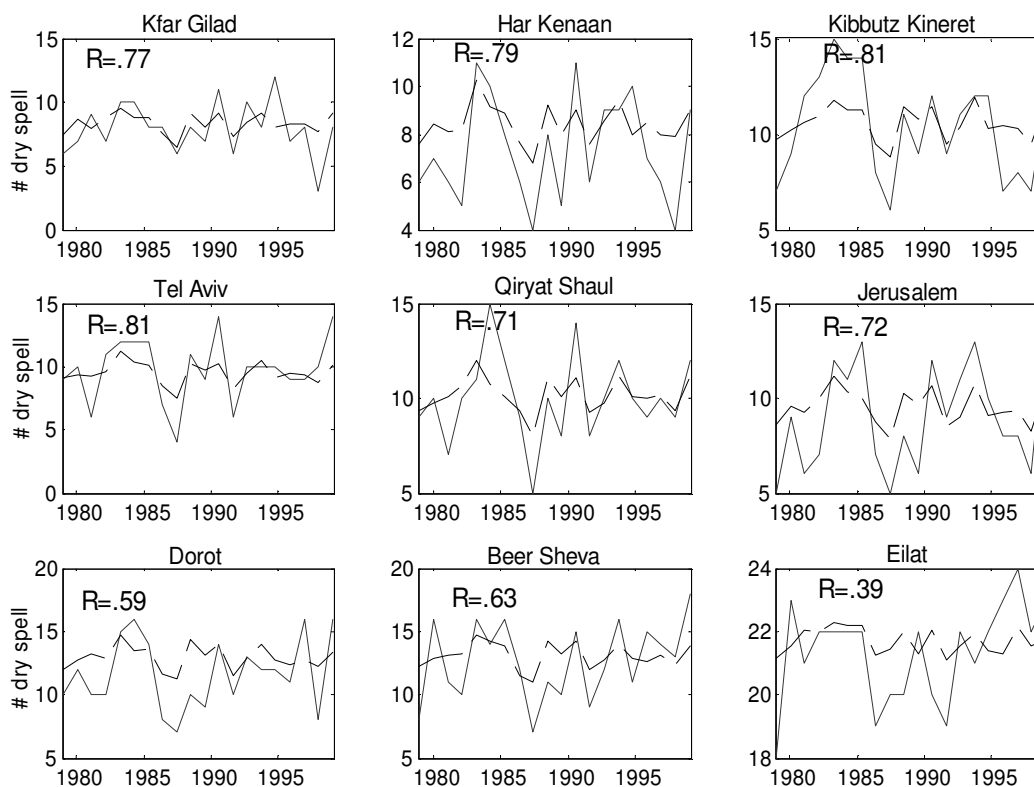 Kfar Gilad
15
10
5
0
# dry spell
R=.77
1980 1985 1990 1995
Har Kenaan
12
10
8
6
4
R=.79
1980 1985 1990 1995
Kibbutz Kineret
15
10
5
R=.81
1980 1985 1990 1995
Tel Aviv
15
10
5
0
# dry spell
R=.81
1980 1985 1990 1995
Qiryat Shaul
15
10
5
R=.71
1980 1985 1990 1995
Jerusalem
15
10
5
R=.72
1980 1985 1990 1995
Dorot
20
15
10
5
# dry spell
R=.59
1980 1985 1990 1995
Beer Sheva
20
15
10
5
R=.63
1980 1985 1990 1995
Eilat
24
22
20
18
R=.39
1980 1985 1990 1995